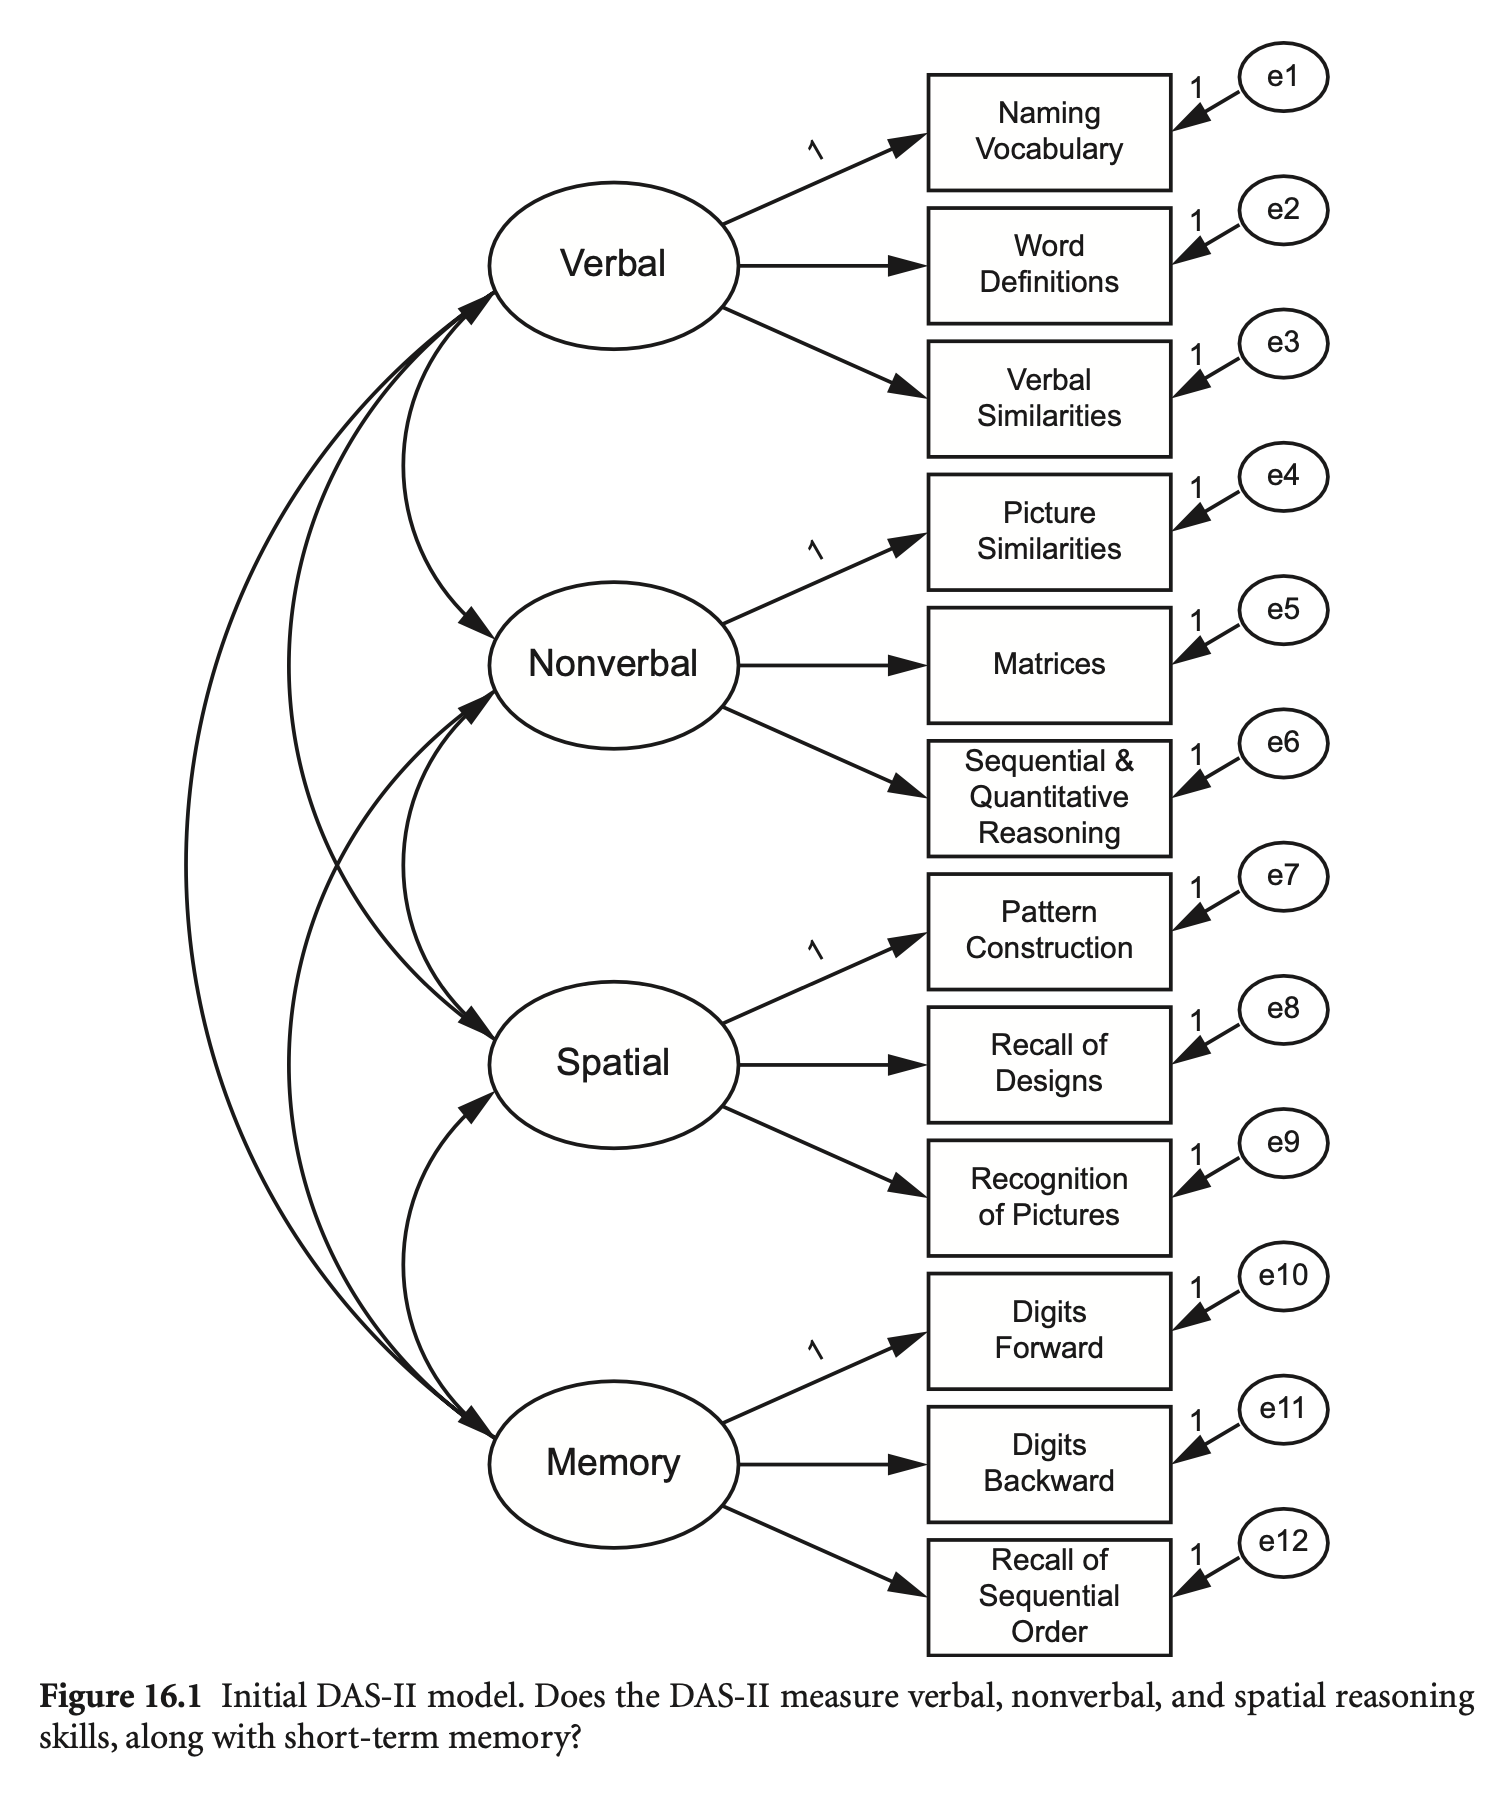 1
e1
Naming
Vocabulary
1
1
e2
Word
Definitions
Verbal
1
e3
Verbal
Similarities
1
e4
Picture
Similarities
1
1
e5
Matrices
Nonverbal
1
e6
Sequential &
Quantitative
Reasoning
1
e7
Pattern
Construction
1
1
e8
Recall of
Designs
Spatial
1
e9
Recognition
of Pictures
1
e10
Digits
Forward
1
1
e11
Digits
Backward
Memory
1
e12
Recall of
Sequential
Order
Figure 16.1 Initial DAS-II model. Does the DAS-II measure verbal, nonverbal, and spatial reasoning
skills, along with short-term memory?